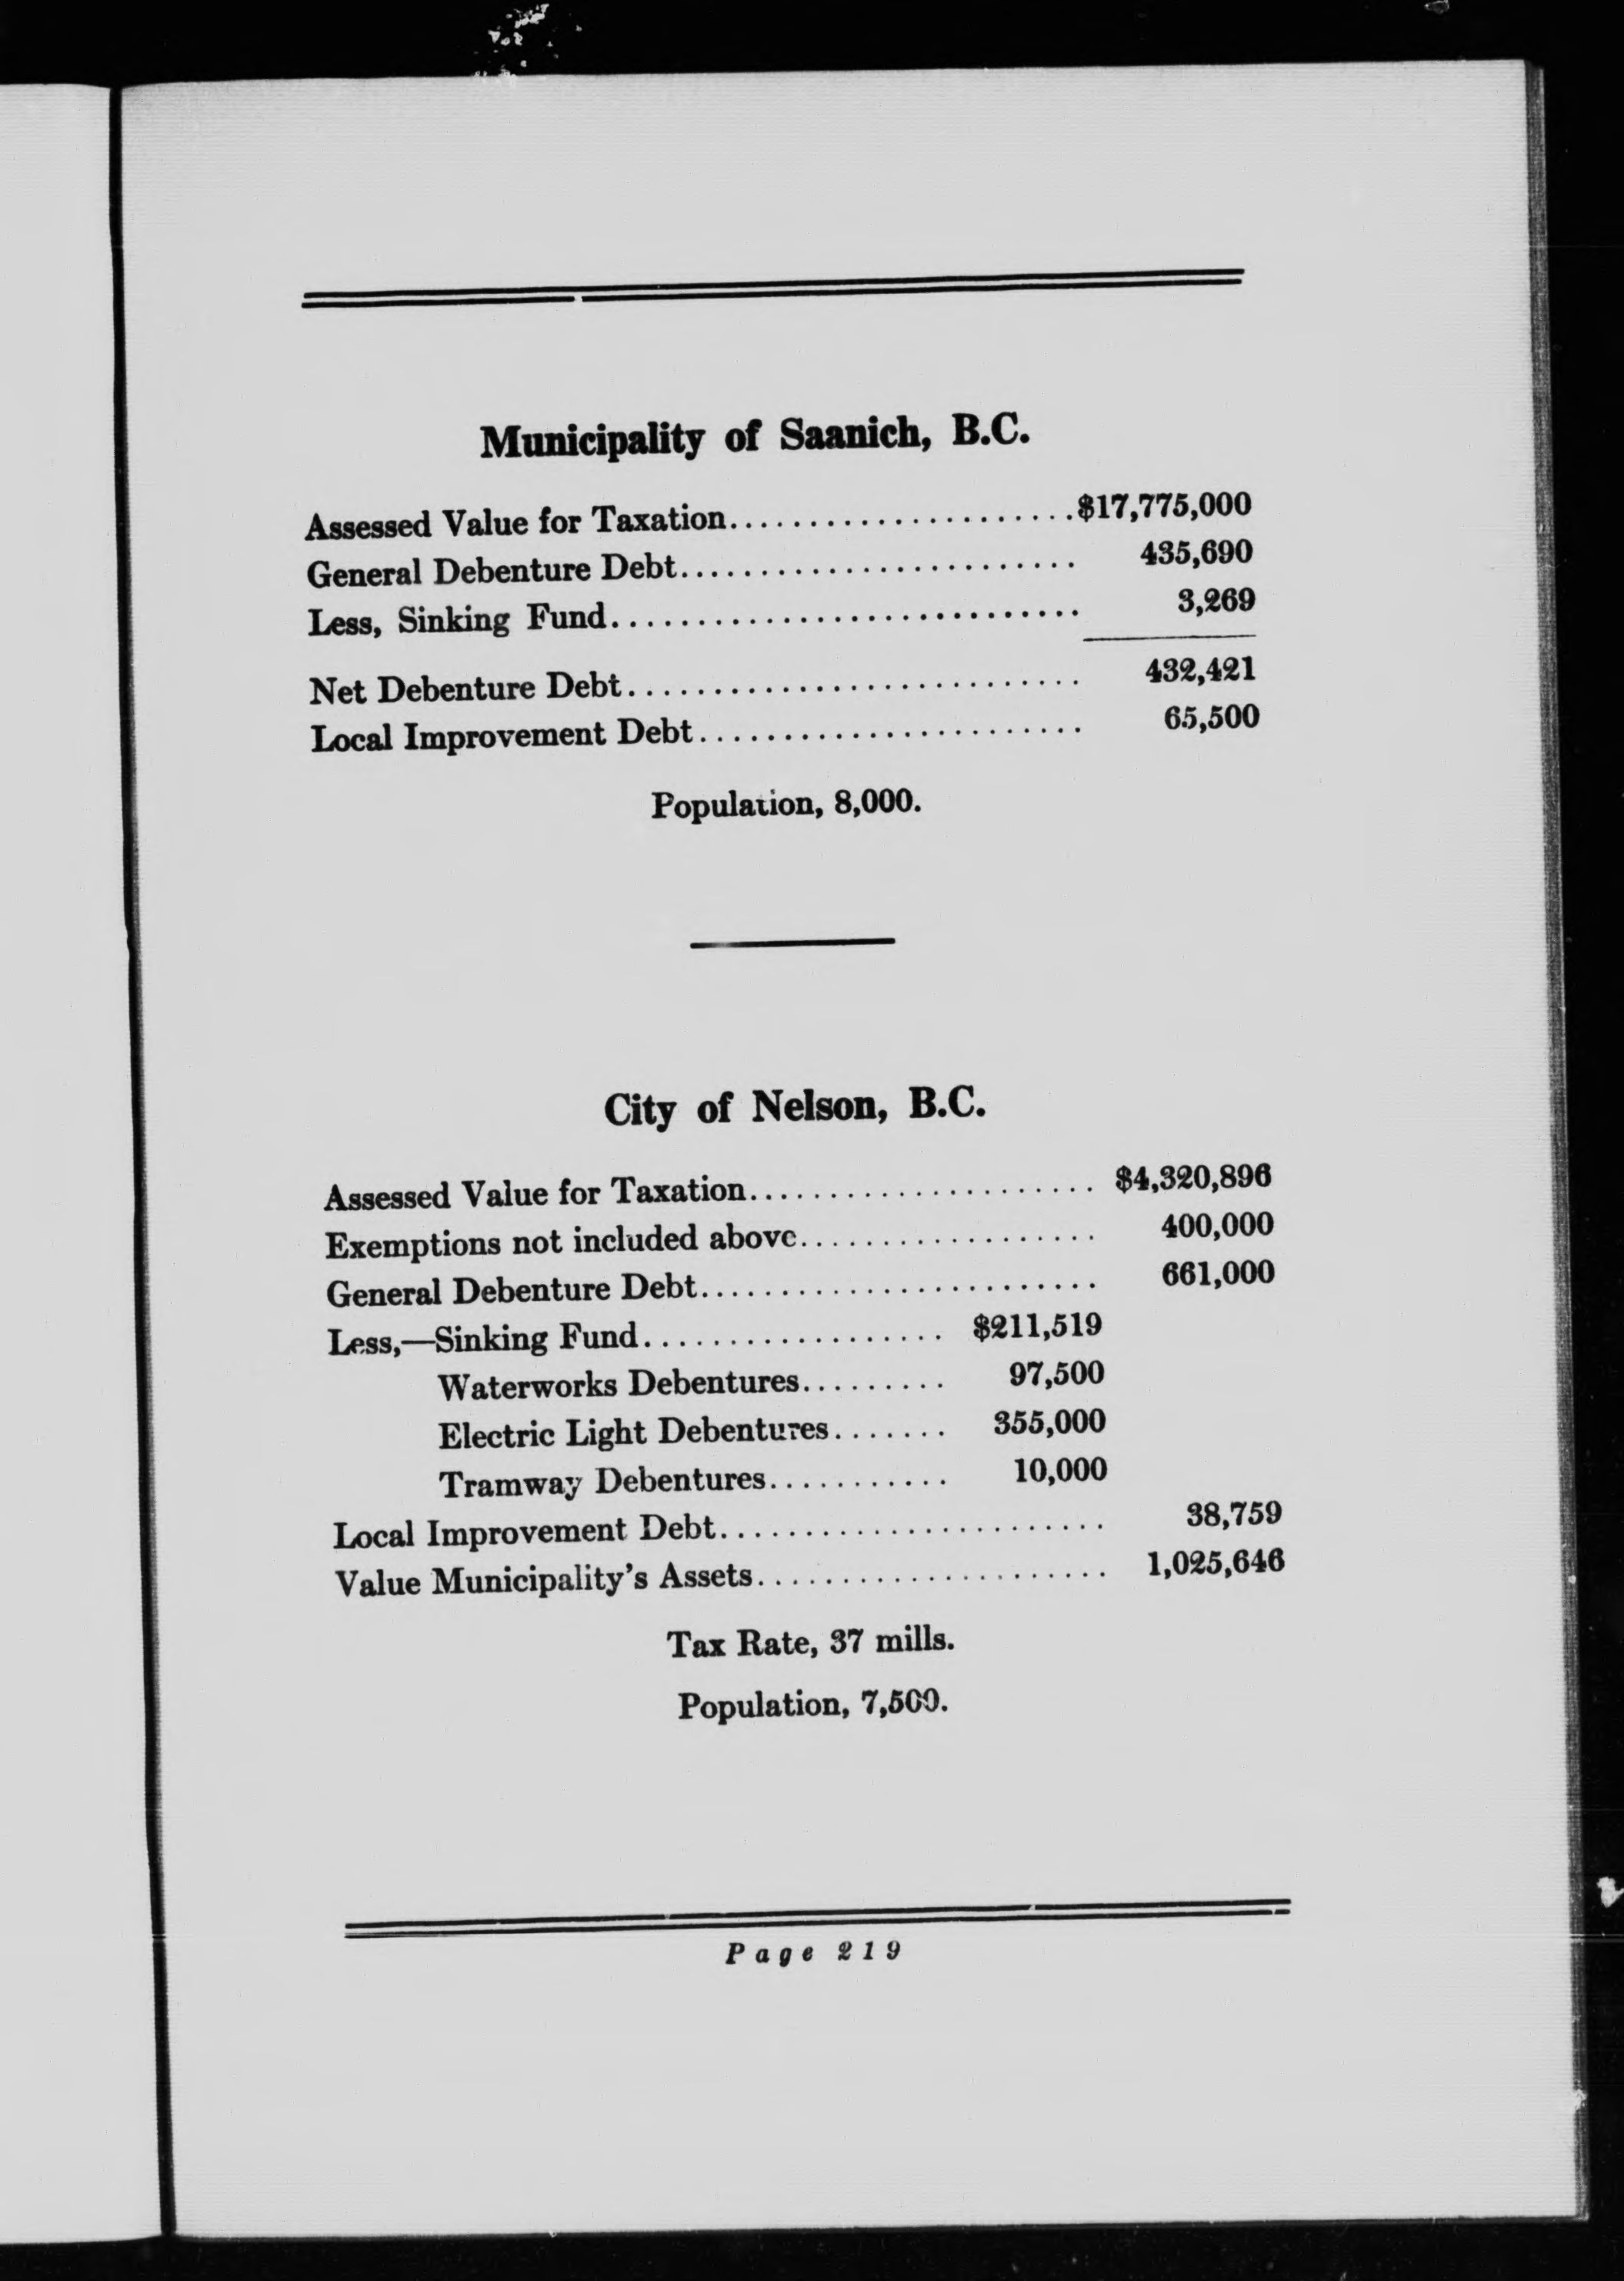 Municipality of Saanich, B.C.
Assessed Value for Taxation......................$17,775,000
General Debenture Debt......................... 435,690
Less, Sinking Fund............................ 3,269
Net Debenture Debt........................... 432,421
Local Improvement Debt....................... 65,500
Population, 8,000.
City of Nelson, B.C.
Assessed Value for Taxation..................... $4,320,896
Exemptions not included above.................. 400,000
General Debenture Debt........................ 661,000
Less,—Sinking Fund.................. $211,519
Waterworks Debentures......... 97,500
Electric Light Debentures....... 355,000
Tramway Debentures........... 10,000
Local Improvement Debt....................... 38,759
Value Municipality's Assets..................... 1,025,646
Tax Rate, 37 mills.
Population, 7,500.
Page 219